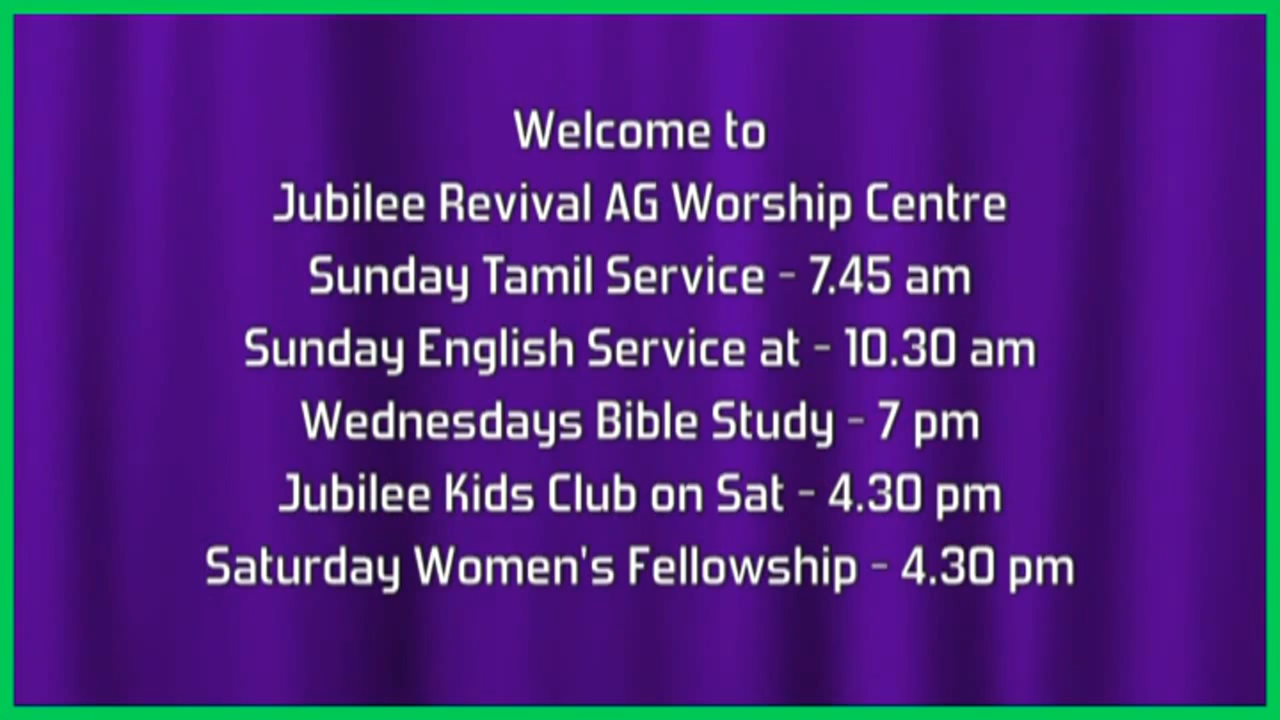 Welcome to
Jubilee Revival AG Worship Centre
Sunday Tamil Service - 7.45 am
Sunday English Service at - 10.30 am
Wednesdays Bible Study - 7 pm
Jubilee Kids Club on Sat - 4.30 pm
Saturday Women's Fellowship - 4.30 pm